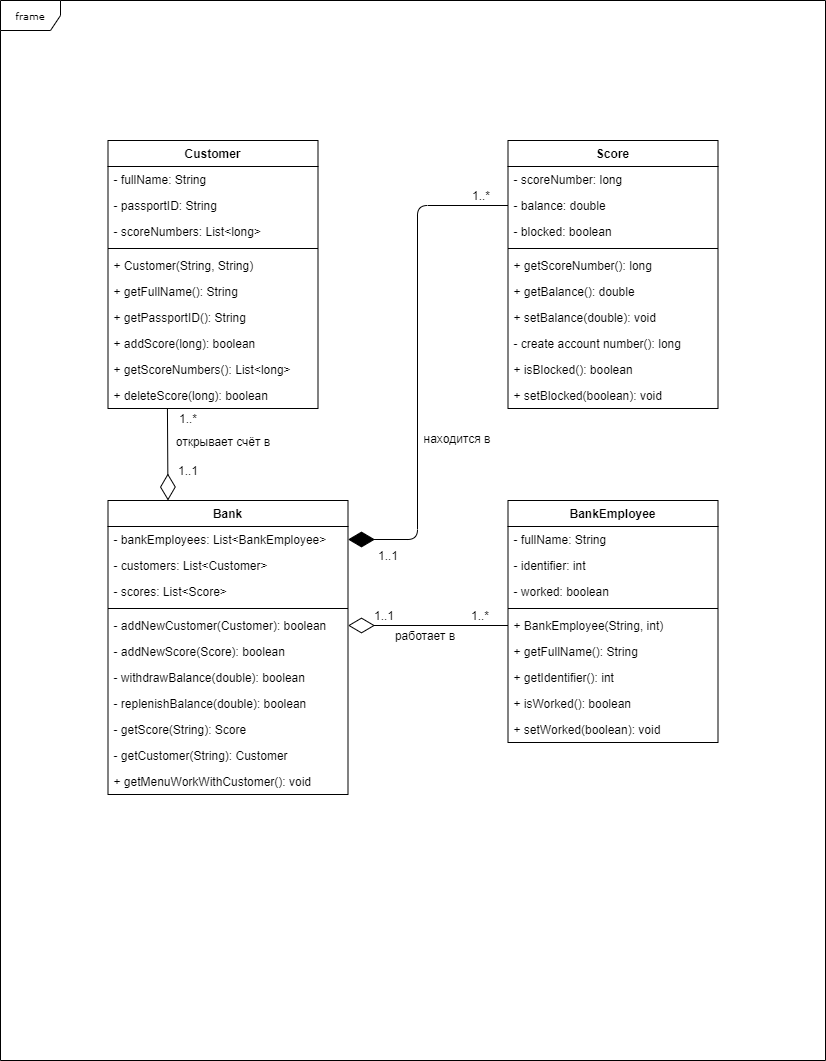 frame
Customer
- fullName: String
- passportID: String
- scoreNumbers: List<long>
+ Customer(String, String)
+ getFullName(): String
+ getPassportID(): String
+ addScore(long): boolean
+ getScoreNumbers(): List<long>
+ deleteScore(long): boolean
Score
- scoreNumber: long
- balance: double
- blocked: boolean
+ getScoreNumber(): long
+ getBalance(): double
+ setBalance(double): void
- create account number(): long
+ isBlocked(): boolean
+ setBlocked(boolean): void
1..*
1..*
открывает счёт в
1..1
находится в
1..1
Bank
- bankEmployees: List<BankEmployee>
- customers: List<Customer>
- scores: List<Score>
- addNewCustomer(Customer): boolean
- addNewScore(Score): boolean
- withdrawBalance(double): boolean
- replenishBalance(double): boolean
- getScore(String): Score
- getCustomer(String): Customer
+ getMenuWorkWithCustomer(): void
1..1
1..*
работает в
BankEmployee
- fullName: String
- identifier: int
- worked: boolean
+ BankEmployee(String, int)
+ getFullName(): String
+ getIdentifier(): int
+ isWorked(): boolean
+ setWorked(boolean): void